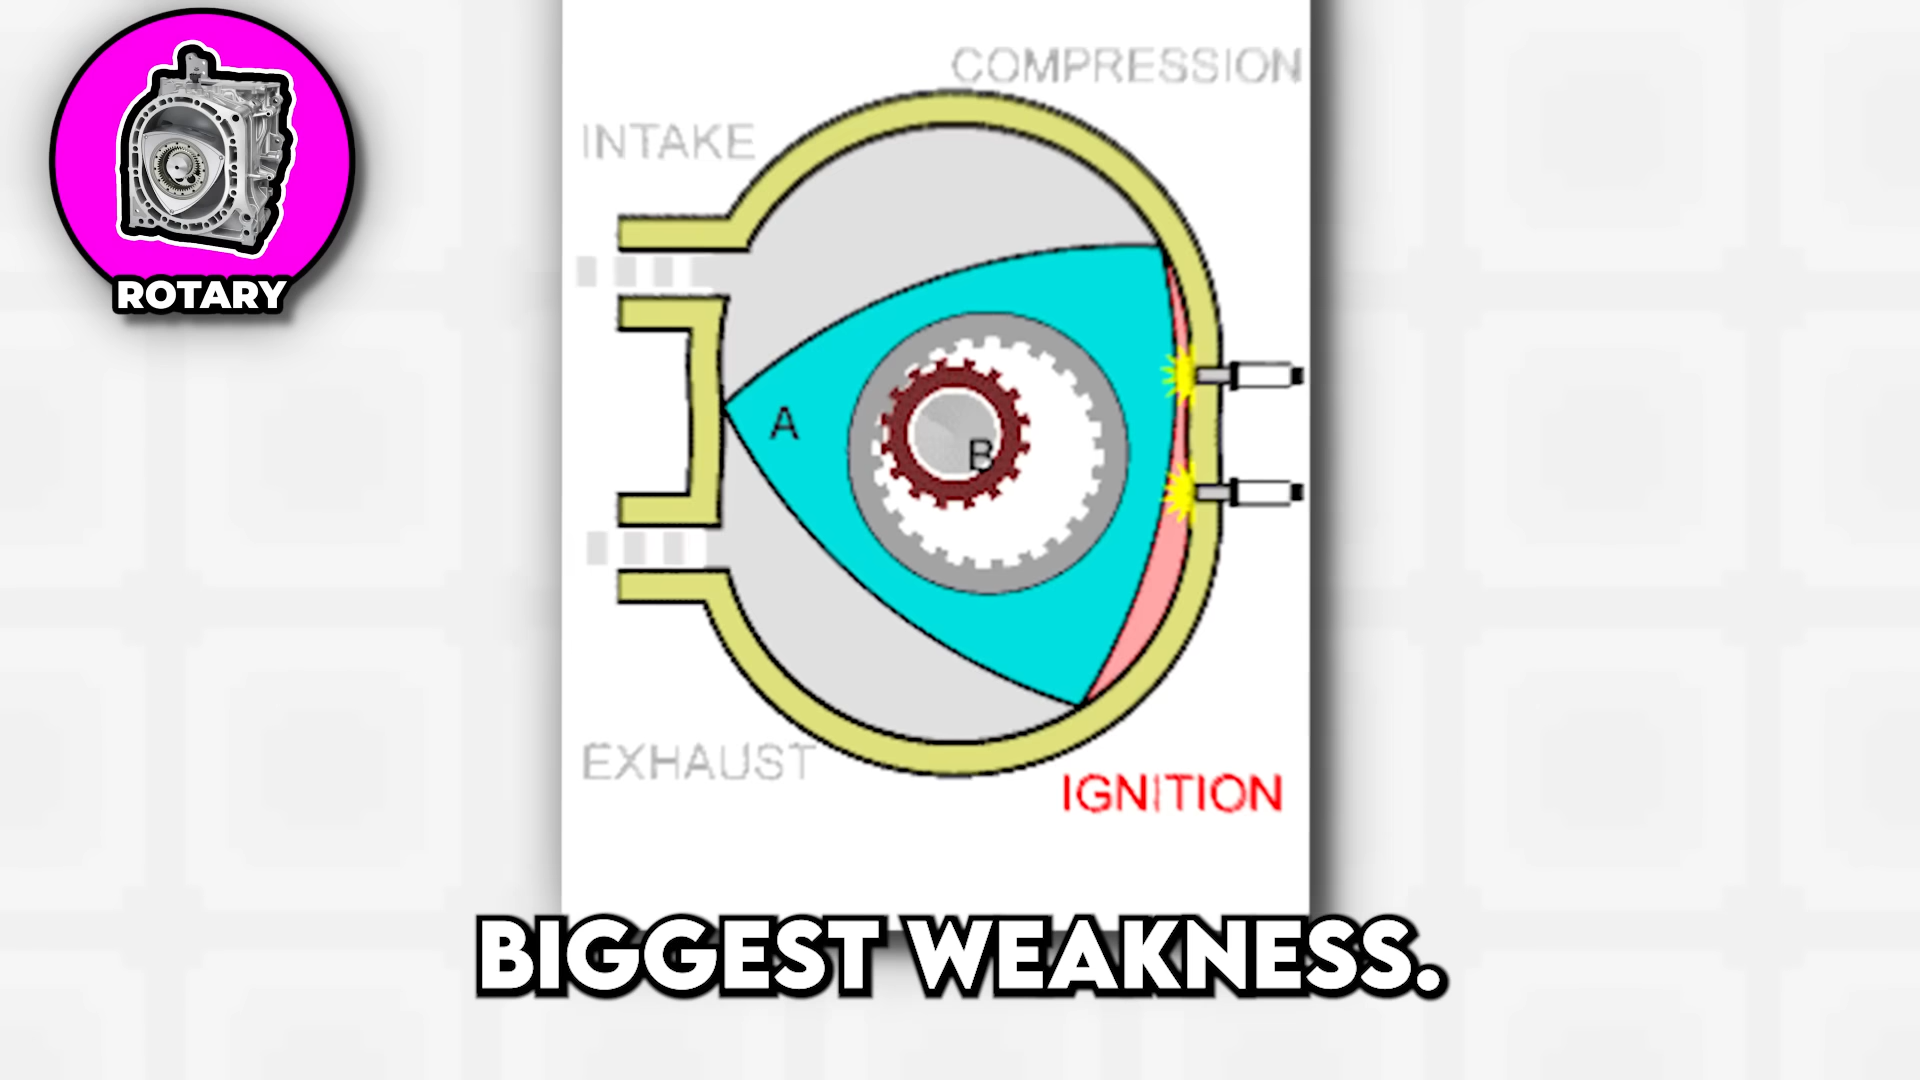 COMPRESSION
INTAKE
ROTARY
A
B
EXHAUST
IGNITION
BIGGEST WEAKNESS.